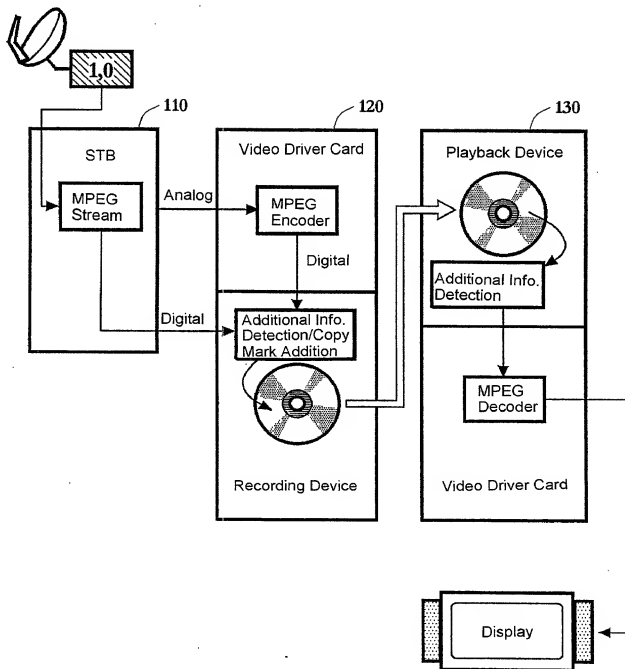 1,0
110
STB
MPEG
Stream
Analog
Digital
120
Video Driver Card
MPEG
Encoder
Digital
Additional Info.
Detection/Copy
Mark Addition
Recording Device
130
Playback Device
Additional Info.
Detection
MPEG
Decoder
Video Driver Card
Display